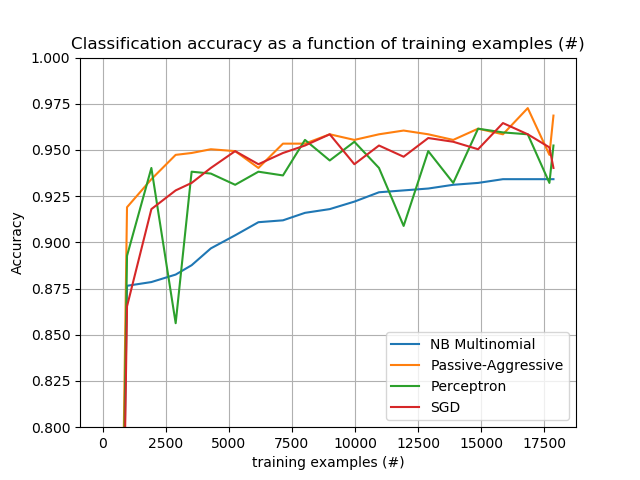 Classification accuracy as a function of training examples (#)
1.000
0.975
0.950
0.925
0.900
0.875
0.850
0.825
0.800
Accuracy
NB Multinomial
Passive-Aggressive
Perceptron
SGD
0 2500 5000 7500 10000 12500 15000 17500
training examples (#)